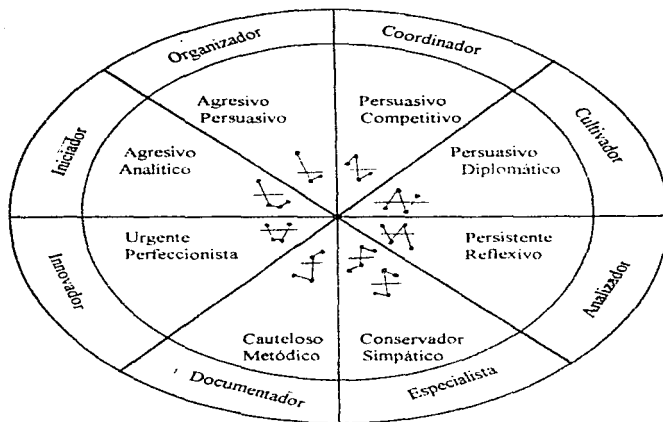 Organizador
Coordinador
Agresivo
Persuasivo
Persuasivo
Competitivo
Iniciador
Cultivador
Agresivo
Analítico
Persuasivo
Diplomático
Urgente
Perfeccionista
Persistente
Reflexivo
Innovador
Analizador
Cauteloso
Metódico
Conservador
Simpático
Documentador
Especialista